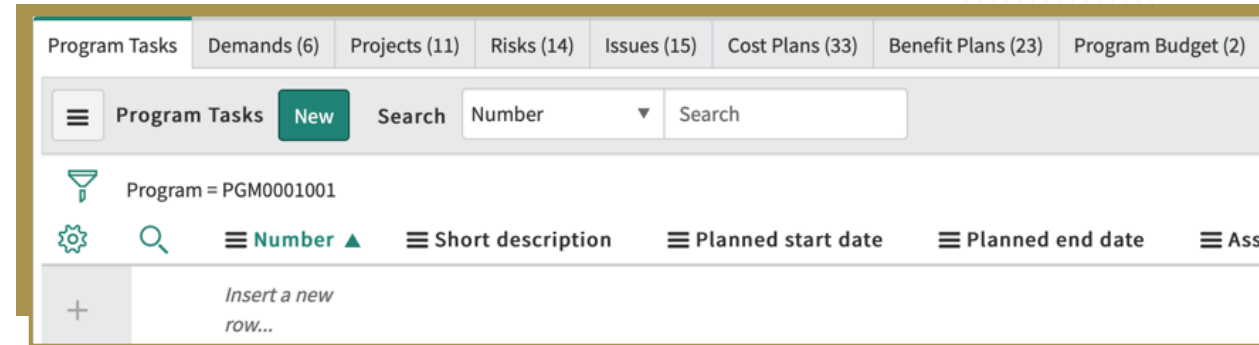 Program Tasks Demands (6) Projects (11) Risks (14) Issues (15) Cost Plans (33) Benefit Plans (23) Program Budget (2)
Program Tasks New Search Number Search
Program = PGM0001001
Number Short description Planned start date Planned end date Ass
Insert a new
row...